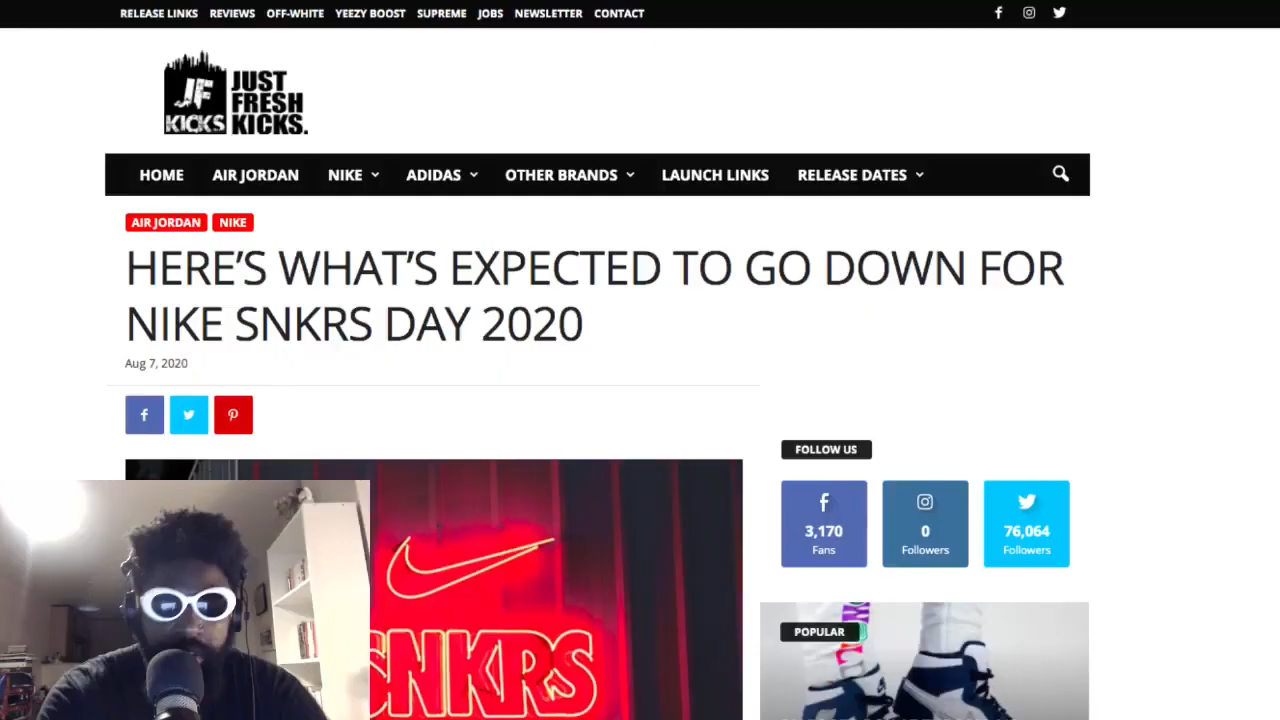 RELEASE LINKS REVIEWS OFF-WHITE YEEZY BOOST SUPREME JOBS NEWSLETTER CONTACT
JF KICKS
JUST
FRESH
KICKS.
HOME AIR JORDAN NIKE ADIDAS OTHER BRANDS LAUNCH LINKS RELEASE DATES
AIR JORDAN NIKE
HERE'S WHAT'S EXPECTED TO GO DOWN FOR
NIKE SNKRS DAY 2020
Aug 7, 2020
FOLLOW US
3,170
Fans
0
Followers
76,064
Followers
SNKRS
POPULAR